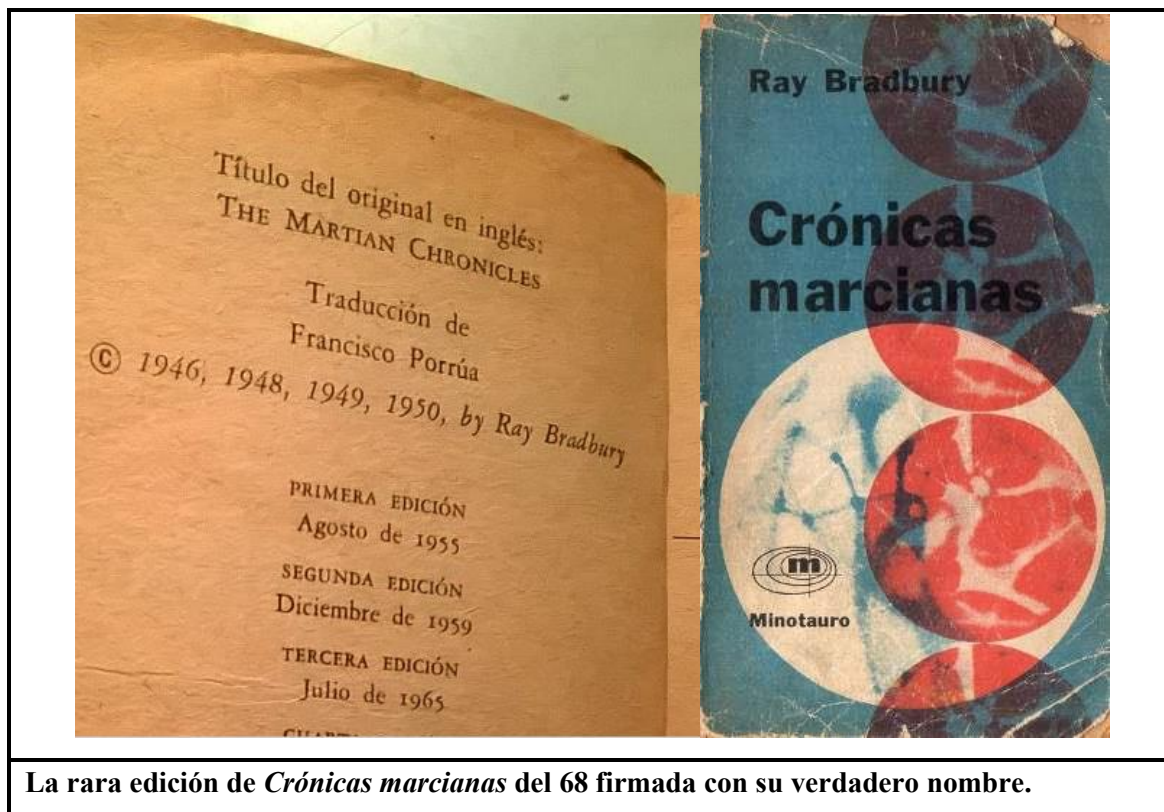 Título del original en inglés:
THE MARTIAN CHRONICLES
Traducción de
Francisco Porrúa
© 1946, 1948, 1949, 1950, by Ray Bradbury
PRIMERA EDICIÓN
Agosto de 1955
SEGUNDA EDICIÓN
Diciembre de 1959
TERCERA EDICIÓN
Julio de 1965
Ray Bradbury
Crónicas
marcianas
m
Minotauro
La rara edición de Crónicas marcianas del 68 firmada con su verdadero nombre.